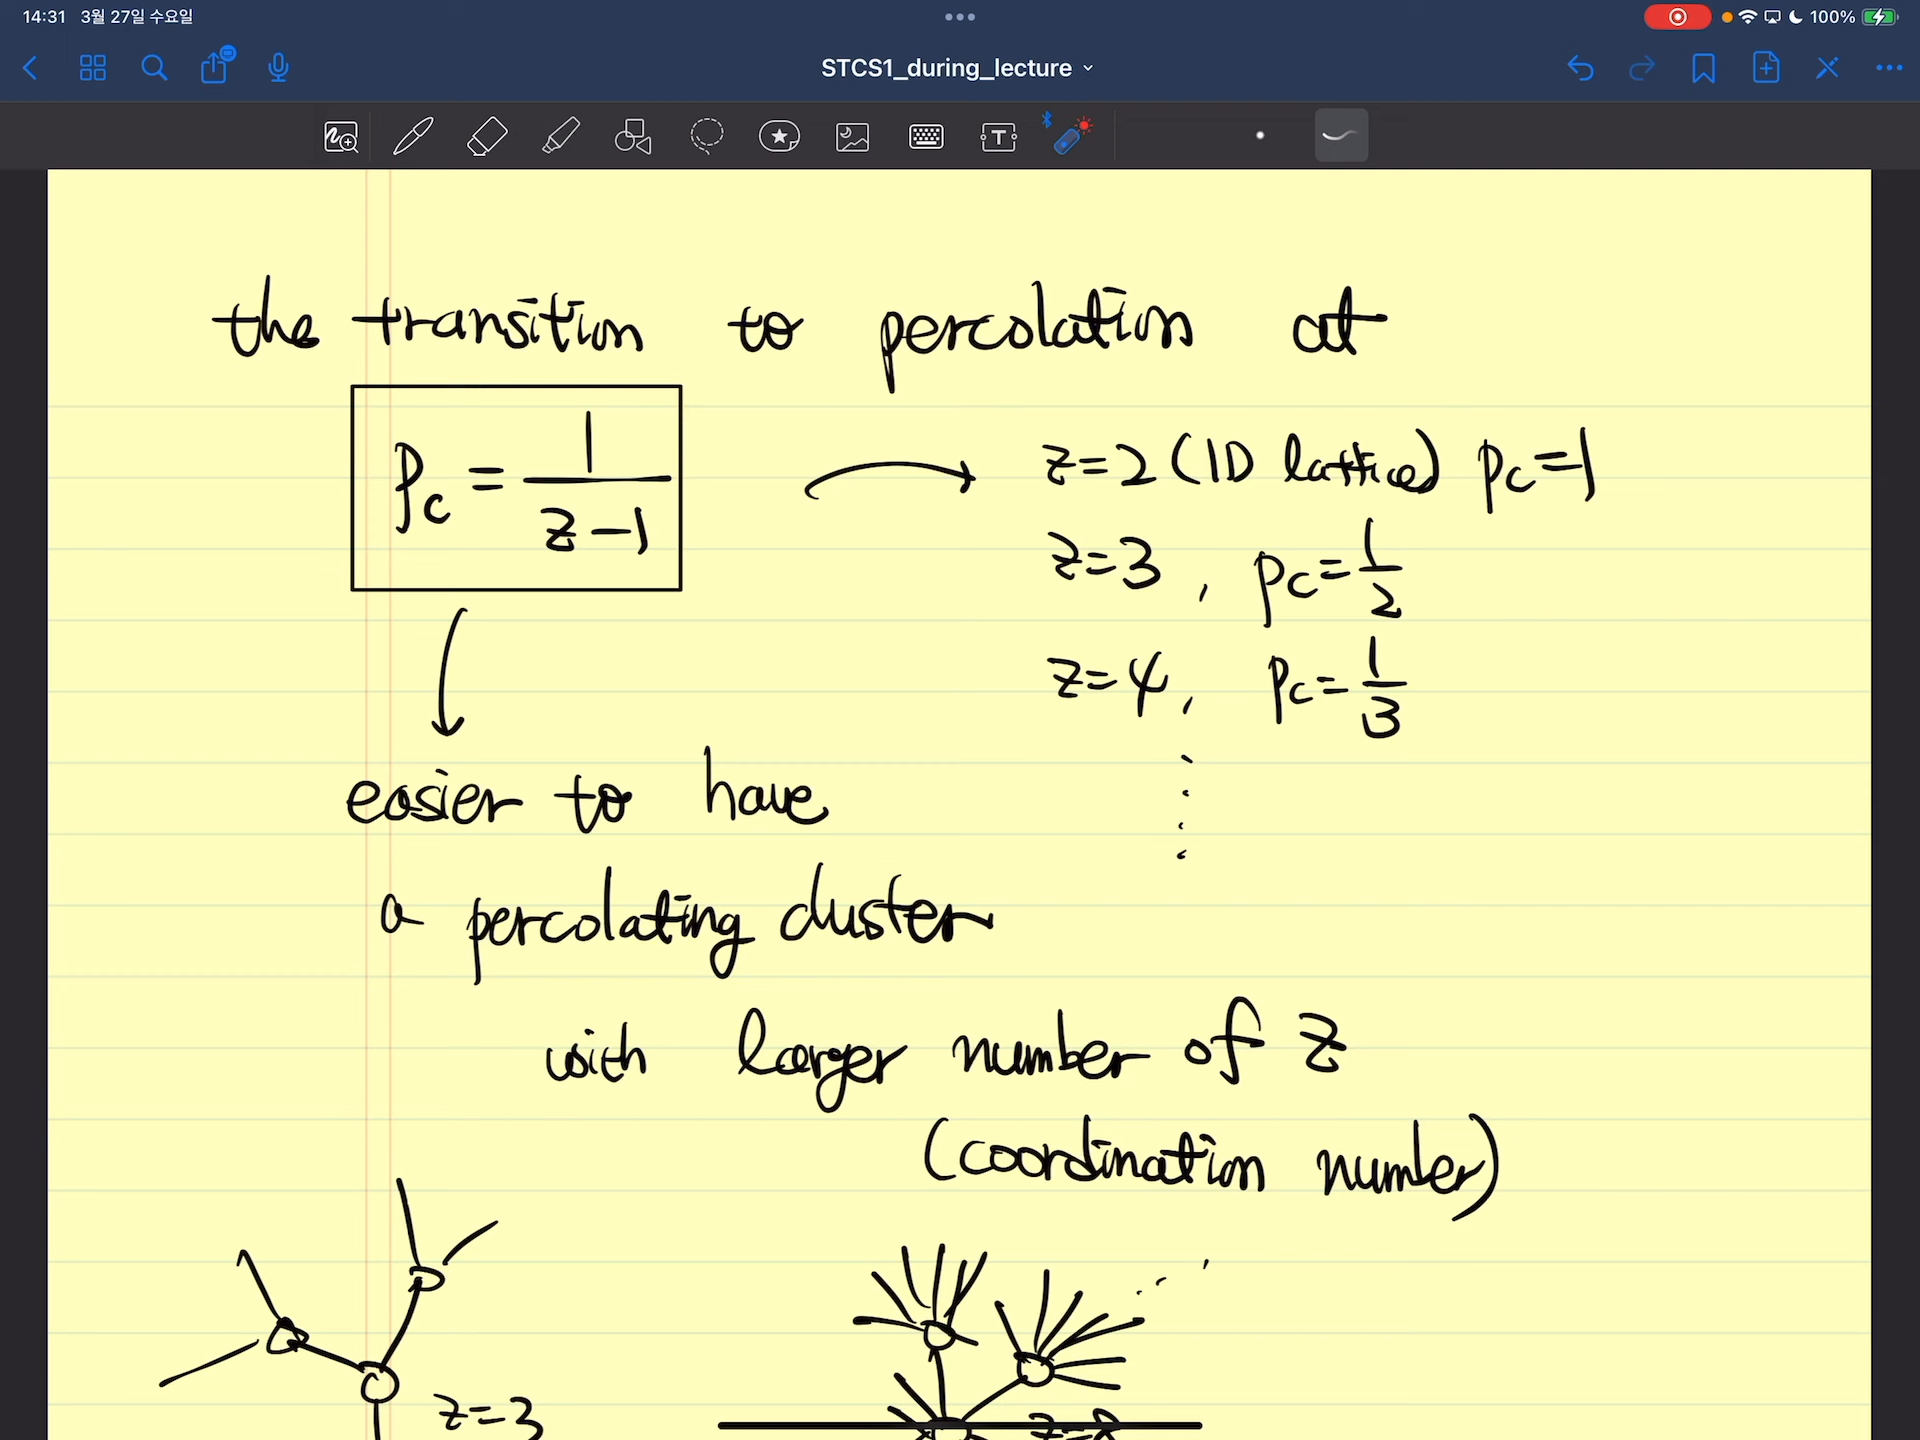 14:31 3월 27일 수요일
100%
STCS1_during_lecture
the transition to percolation at
Pc = 1/(z-1)
z=2 (1D lattice) Pc=1
z=3, Pc=1/2
z=4, Pc=1/3
easier to have
a percolating cluster
with larger number of z
(coordination number)
z=3